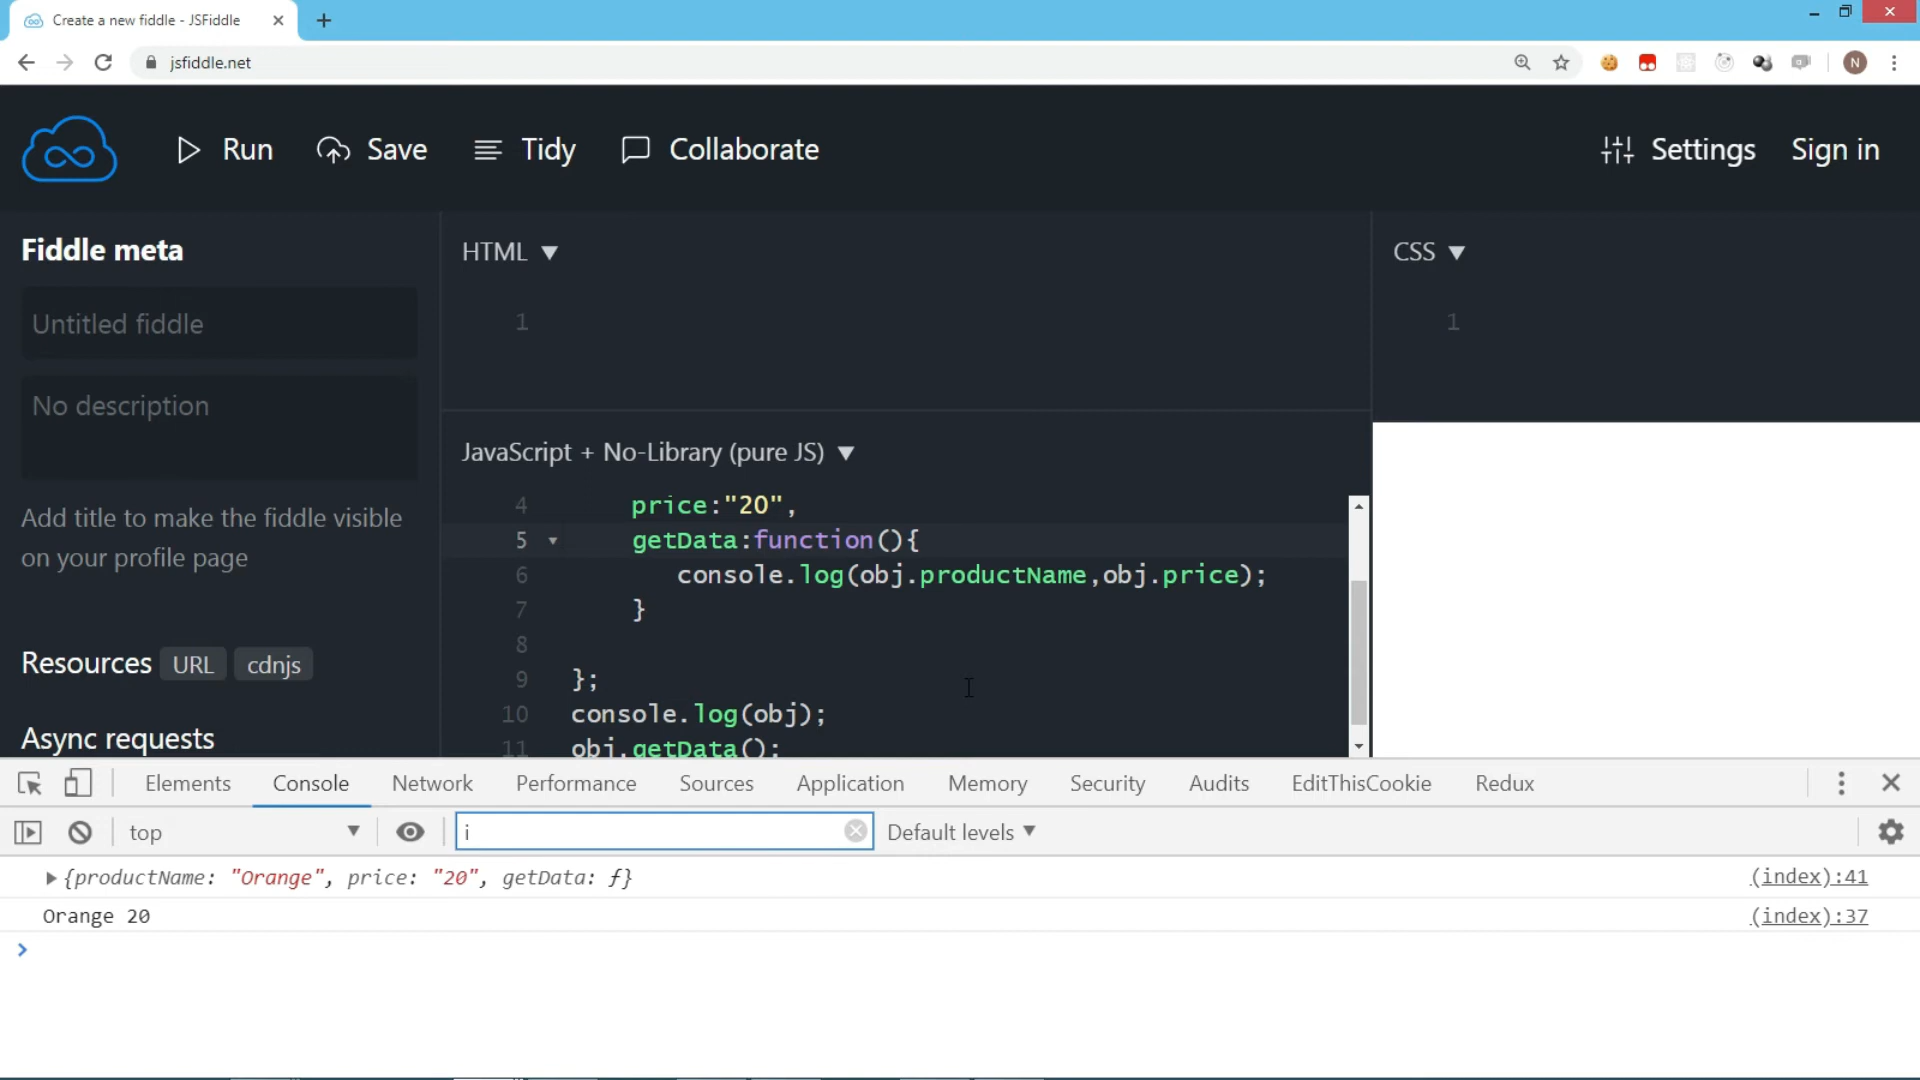 Create a new fiddle - JSFiddle
jsfiddle.net
N
Run Save Tidy Collaborate Settings Sign in
Fiddle meta
Untitled fiddle
No description
Add title to make the fiddle visible
on your profile page
Resources URL cdnjs
Async requests
HTML
1
CSS
1
JavaScript + No-Library (pure JS)
4 price:"20",
5 getData:function(){
6 console.log(obj.productName,obj.price);
7 }
8
9 };
10 console.log(obj);
11 obj.getData();
Elements Console Network Performance Sources Application Memory Security Audits EditThisCookie Redux
top i Default levels
{productName: "Orange", price: "20", getData: ƒ} (index):41
Orange 20 (index):37